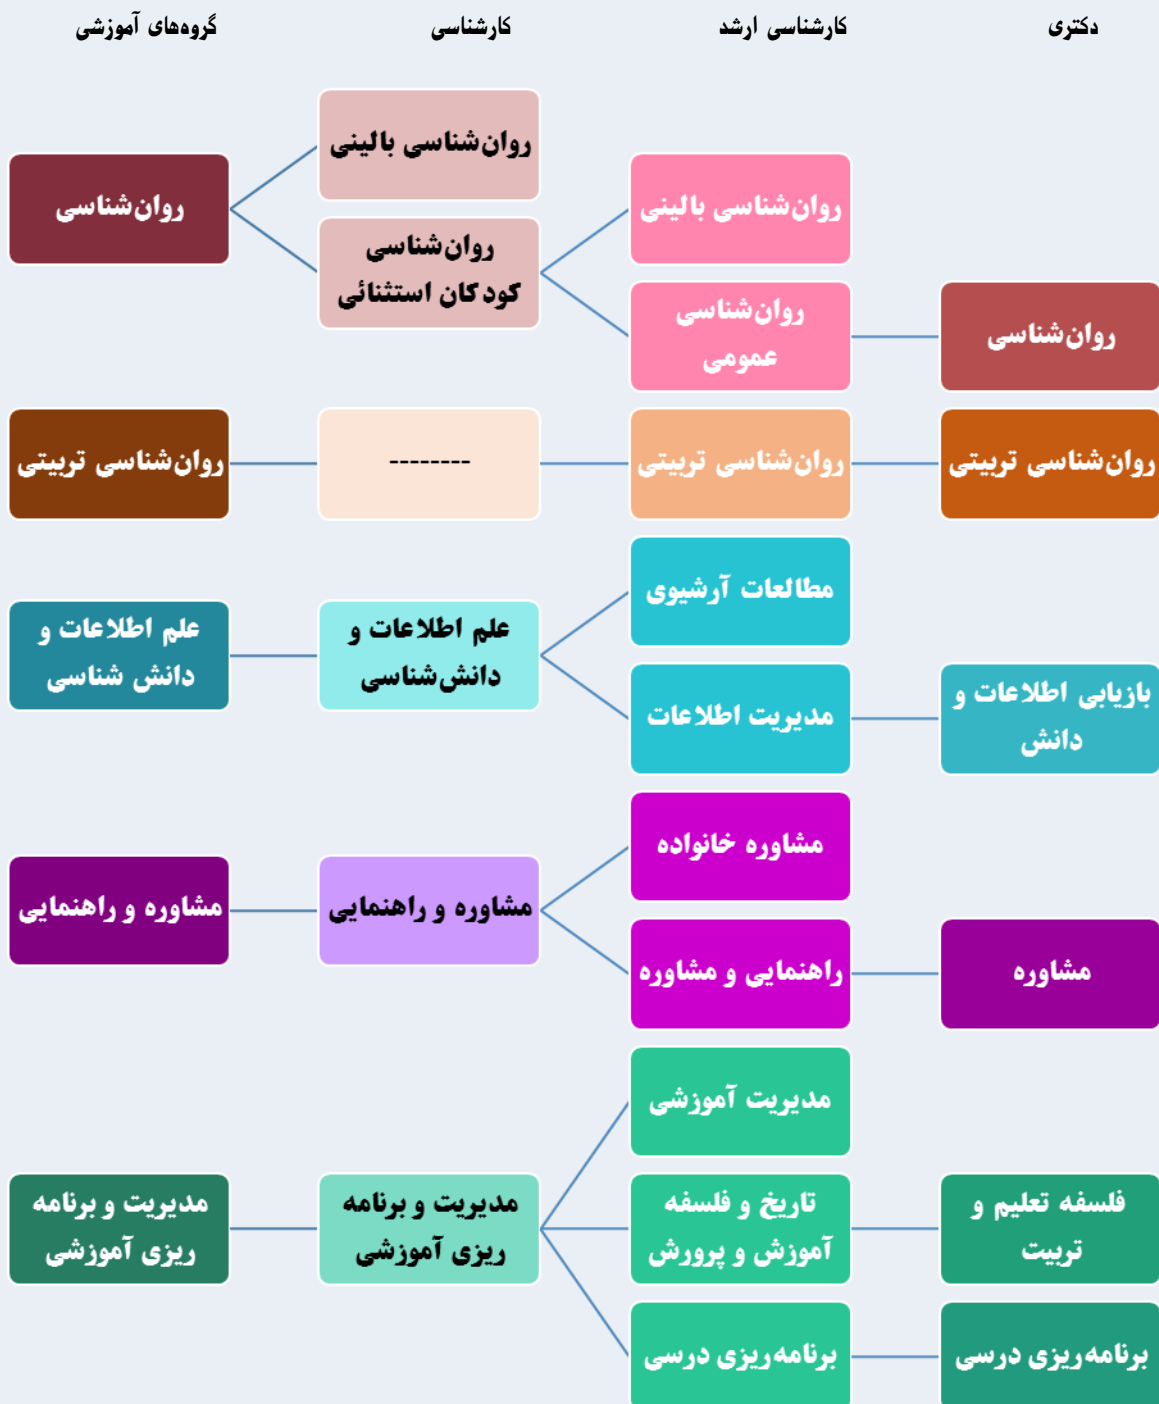 گروه‌های آموزشی
کارشناسی
کارشناسی ارشد
دکتری
روان‌شناسی
روان‌شناسی بالینی
روان‌شناسی
کودکان استثنائی
روان‌شناسی بالینی
روان‌شناسی
عمومی
روان‌شناسی
روان‌شناسی تربیتی
--------
روان‌شناسی تربیتی
روان‌شناسی تربیتی
علم اطلاعات و
دانش شناسی
علم اطلاعات و
دانش‌شناسی
مطالعات آرشیوی
مدیریت اطلاعات
بازیابی اطلاعات و
دانش
مشاوره و راهنمایی
مشاوره و راهنمایی
مشاوره خانواده
راهنمایی و مشاوره
مشاوره
مدیریت و برنامه
ریزی آموزشی
مدیریت و برنامه
ریزی آموزشی
مدیریت آموزشی
تاریخ و فلسفه
آموزش و پرورش
فلسفه تعلیم و
تربیت
برنامه‌ریزی درسی
برنامه‌ریزی درسی